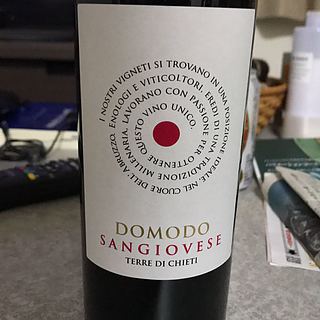 I NOSTRI VIGNETI SI TROVANO IN UNA POSIZIONE IDEALE NEL CUORE DELL'ABRUZZO. ENOLOGI E VITICOLTORI, EREDI DI UNA TRADIZIONE MILLENARIA, LAVORANO CON PASSIONE PER OTTENERE QUESTO VINO UNICO.
DOMODO
SANGIOVESE
TERRE DI CHIETI